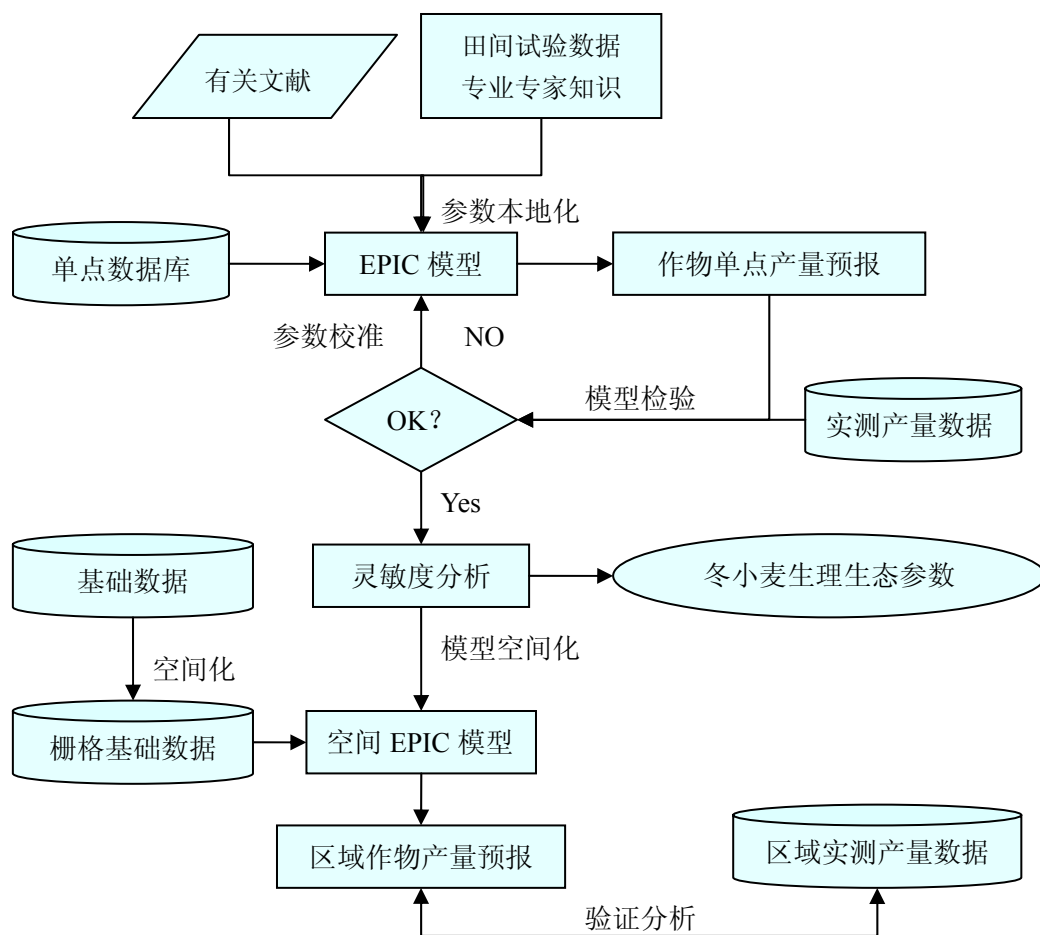 有关文献
田间试验数据
专业专家知识
参数本地化
单点数据库
EPIC 模型
作物单点产量预报
参数校准
NO
OK？
模型检验
实测产量数据
Yes
基础数据
灵敏度分析
冬小麦生理生态参数
空间化
模型空间化
栅格基础数据
空间 EPIC 模型
区域作物产量预报
区域实测产量数据
验证分析